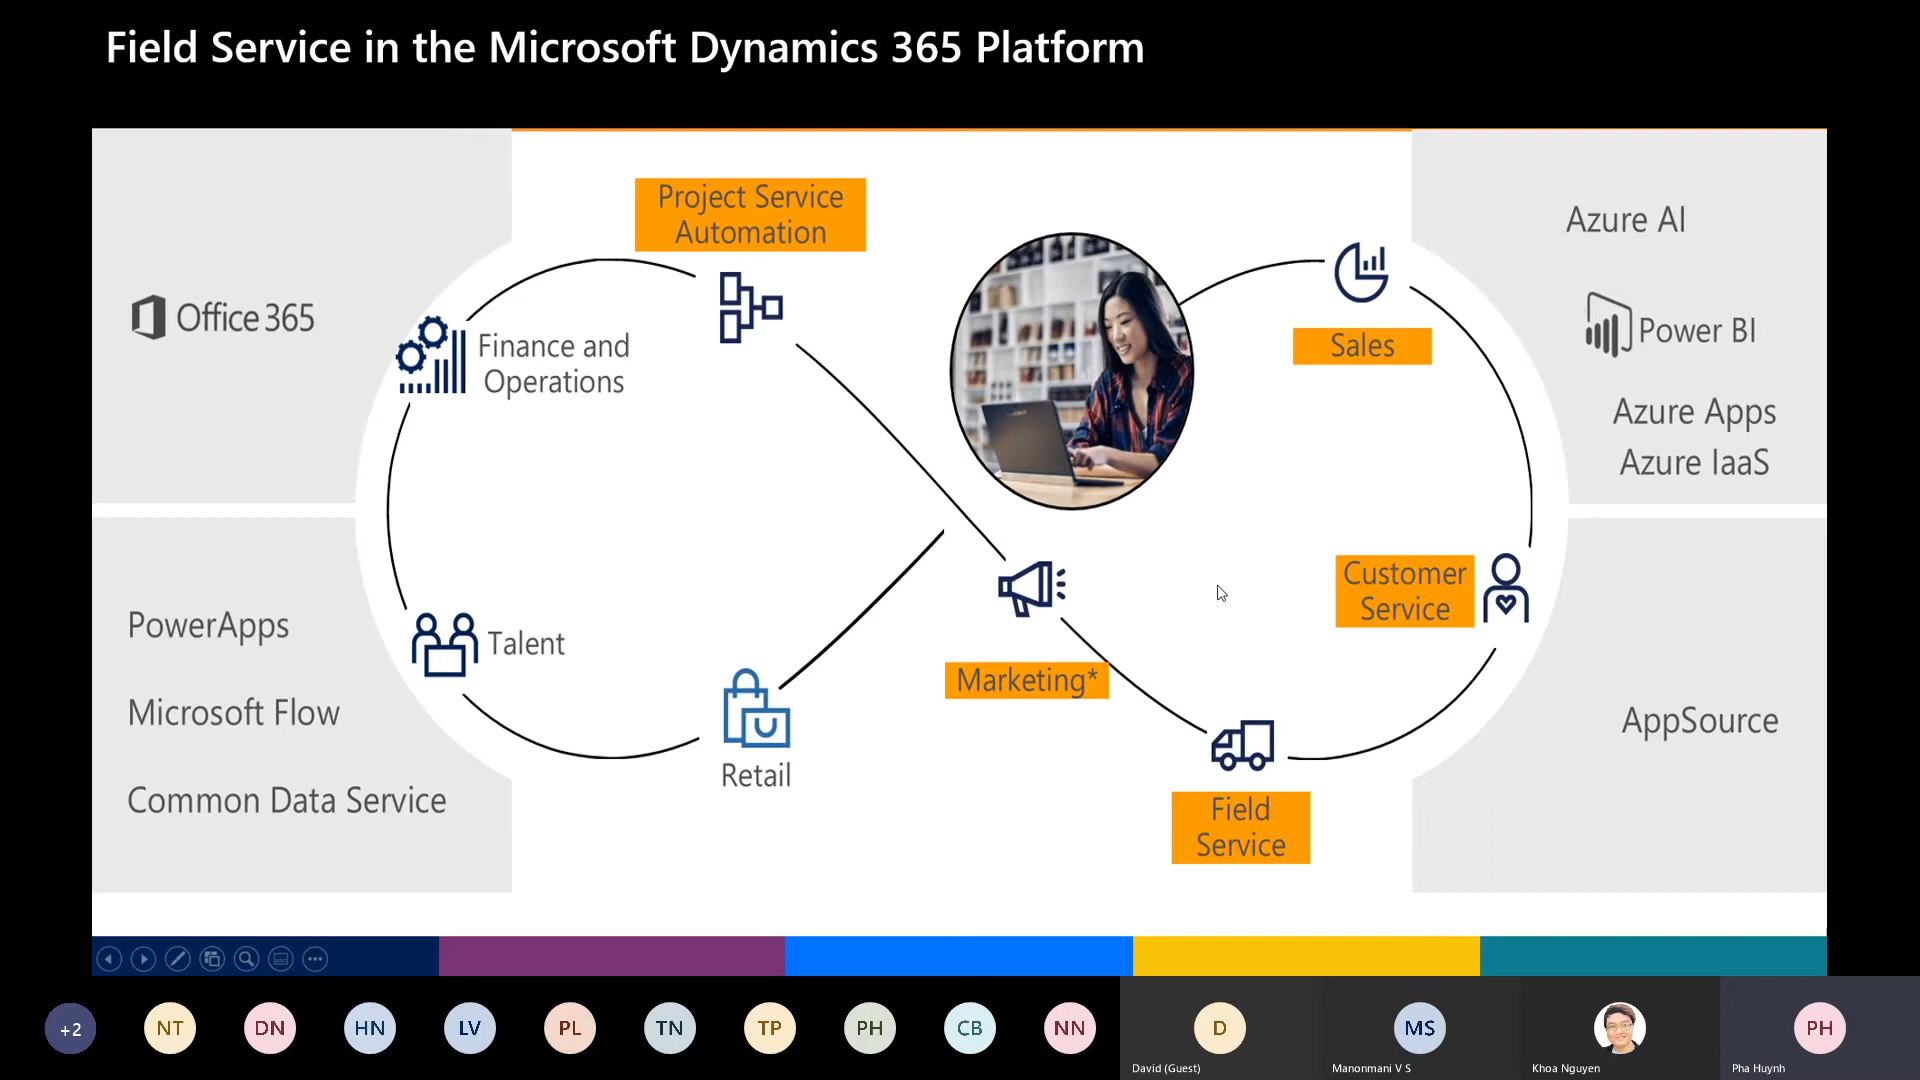 Field Service in the Microsoft Dynamics 365 Platform
Project Service
Automation
Office 365
Finance and
Operations
Sales
Azure AI
Power BI
Azure Apps
Azure IaaS
PowerApps
Microsoft Flow
Common Data Service
Talent
Retail
Marketing*
Customer
Service
Field
Service
AppSource
+2
NT
DN
HN
LV
PL
TN
TP
PH
CB
NN
D
David (Guest)
MS
Manonmani V S
Khoa Nguyen
PH
Pha Huynh